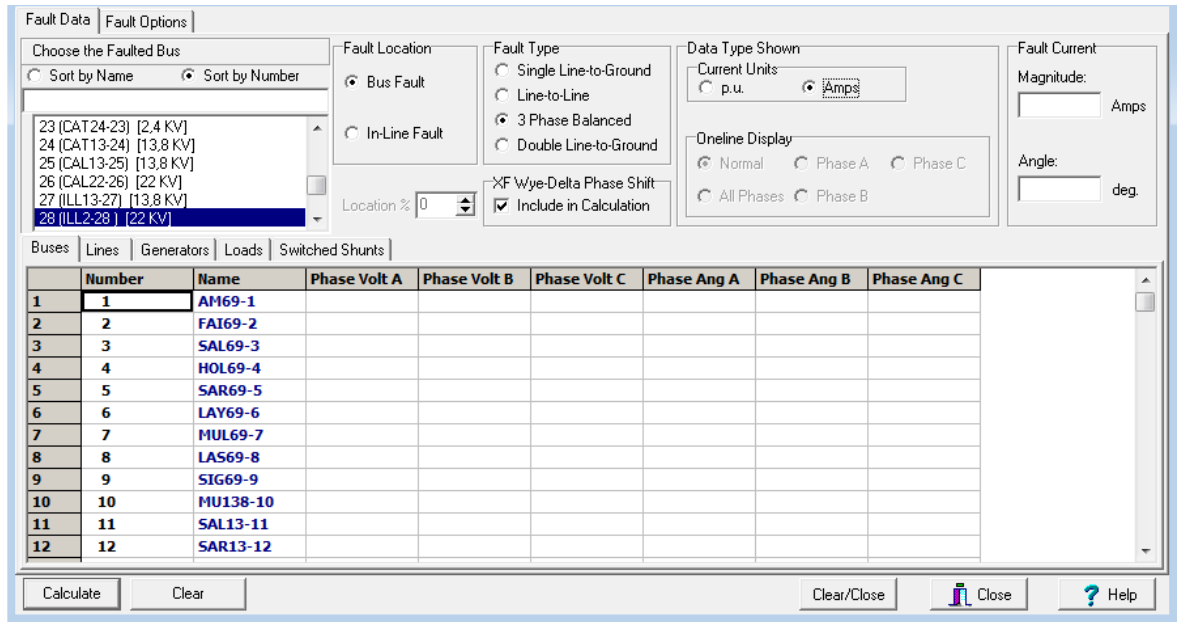 Fault Data Fault Options
Choose the Faulted Bus
Sort by Name Sort by Number
23 (CAT24-23) [2,4 KV]
24 (CAT13-24) [13,8 KV]
25 (CAL13-25) [13,8 KV]
26 (CAL22-26) [22 KV]
27 (ILL13-27) [13,8 KV]
28 (ILL2-28 ) [22 KV]
Fault Location
Bus Fault
In-Line Fault
Location % 0
Fault Type
Single Line-to-Ground
Line-to-Line
3 Phase Balanced
Double Line-to-Ground
XF Wye-Delta Phase Shift
Include in Calculation
Data Type Shown
Current Units
p.u. Amps
Oneline Display
Normal Phase A Phase C
All Phases Phase B
Fault Current
Magnitude:
Amps
Angle:
deg.
Buses Lines Generators Loads Switched Shunts
Number Name Phase Volt A Phase Volt B Phase Volt C Phase Ang A Phase Ang B Phase Ang C
1 1 AM69-1
2 2 FAI69-2
3 3 SAL69-3
4 4 HOL69-4
5 5 SAR69-5
6 6 LAY69-6
7 7 MUL69-7
8 8 LAS69-8
9 9 SIG69-9
10 10 MU138-10
11 11 SAL13-11
12 12 SAR13-12
Calculate Clear Clear/Close Close ? Help